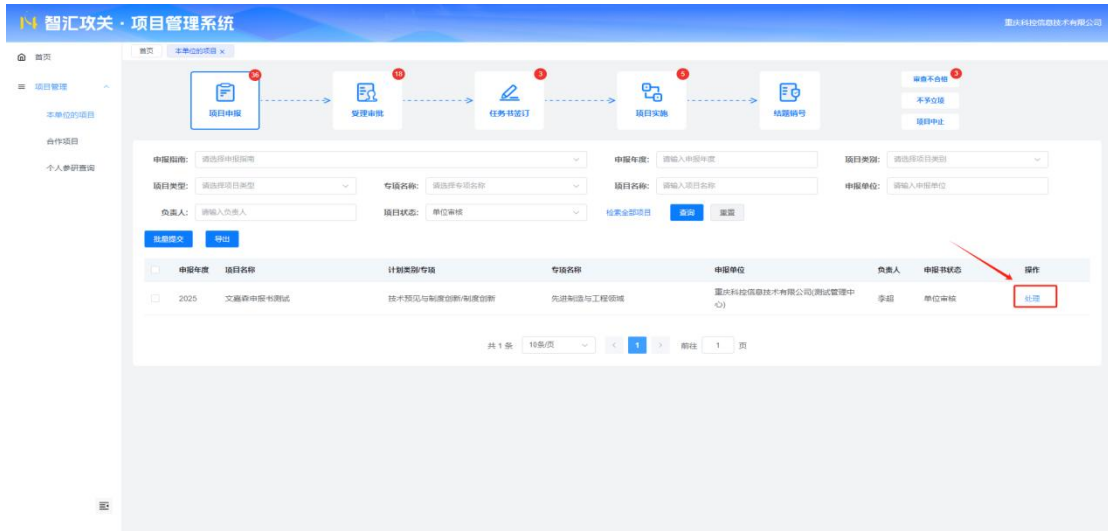 智汇攻关·项目管理系统
重庆科控信息技术有限公司
首页
项目管理
本单位的项目
合作项目
个人参研查询
首页 本单位的项目 ×
36 18 3 5 3
项目申报 受理审批 任务书签订 项目实施 结题销号
审查不合格
不予立项
项目中止
申报指南: 请选择申报指南 申报年度: 请输入申报年度 项目类别: 请选择项目类别
项目类型: 请选择项目类型 专项名称: 请选择专项名称 项目名称: 请输入项目名称 申报单位: 请输入申报单位
负责人: 请输入负责人 项目状态: 单位审核 检索全部项目 查询 重置
批量提交 导出
申报年度 项目名称 计划类别/专项 专项名称 申报单位 负责人 申报书状态 操作
2025 文嘉森申报书测试 技术预见与制度创新/制度创新 先进制造与工程领域 重庆科控信息技术有限公司(测试管理中 李超 单位审核 处理
心)
共 1 条 10条/页 < 1 > 前往 1 页